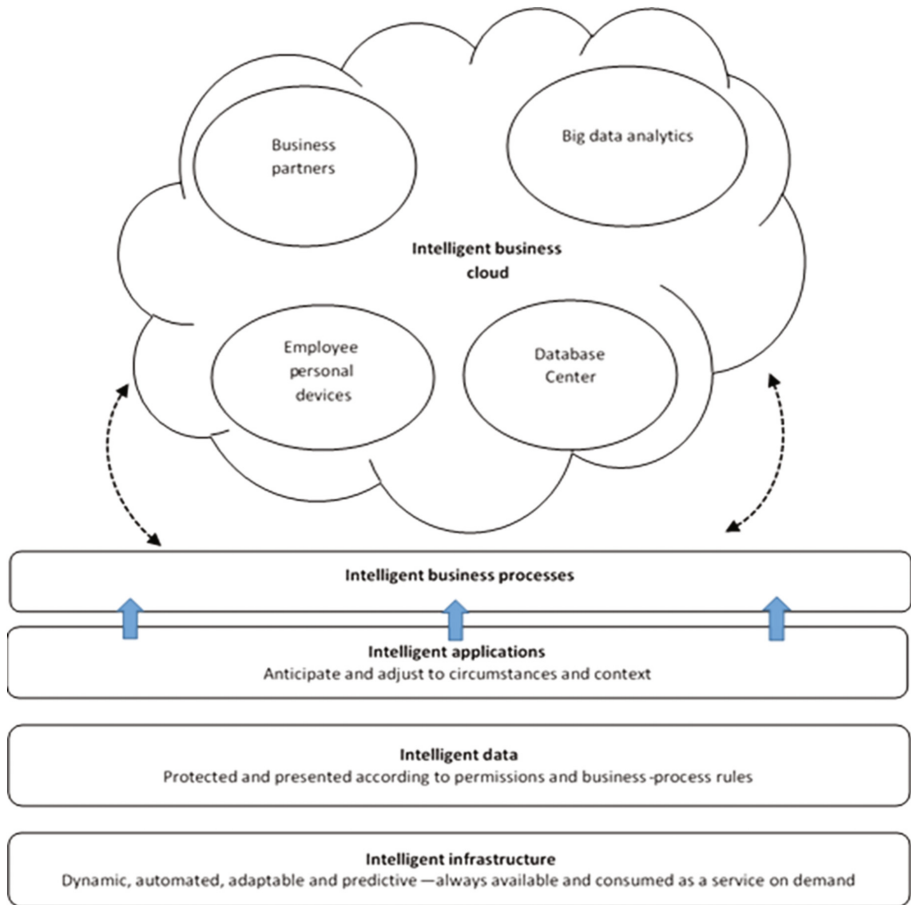 Business
partners
Big data analytics
Intelligent business
cloud
Employee
personal
devices
Database
Center
Intelligent business processes
Intelligent applications
Anticipate and adjust to circumstances and context
Intelligent data
Protected and presented according to permissions and business-process rules
Intelligent infrastructure
Dynamic, automated, adaptable and predictive—always available and consumed as a service on demand